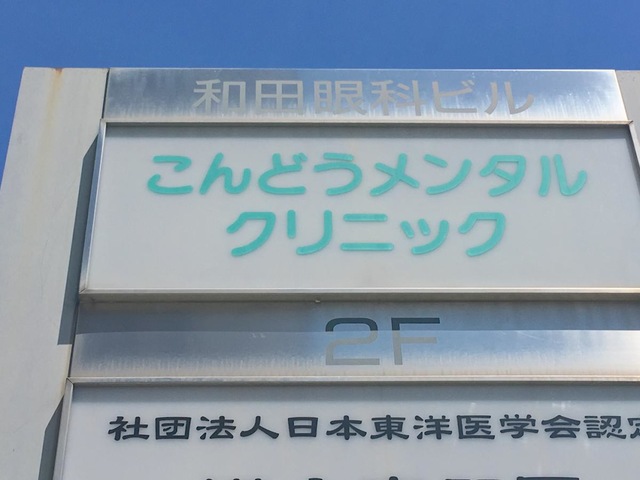 和田眼科ビル
こんどうメンタル
クリニック
2F
社団法人日本東洋医学会認定